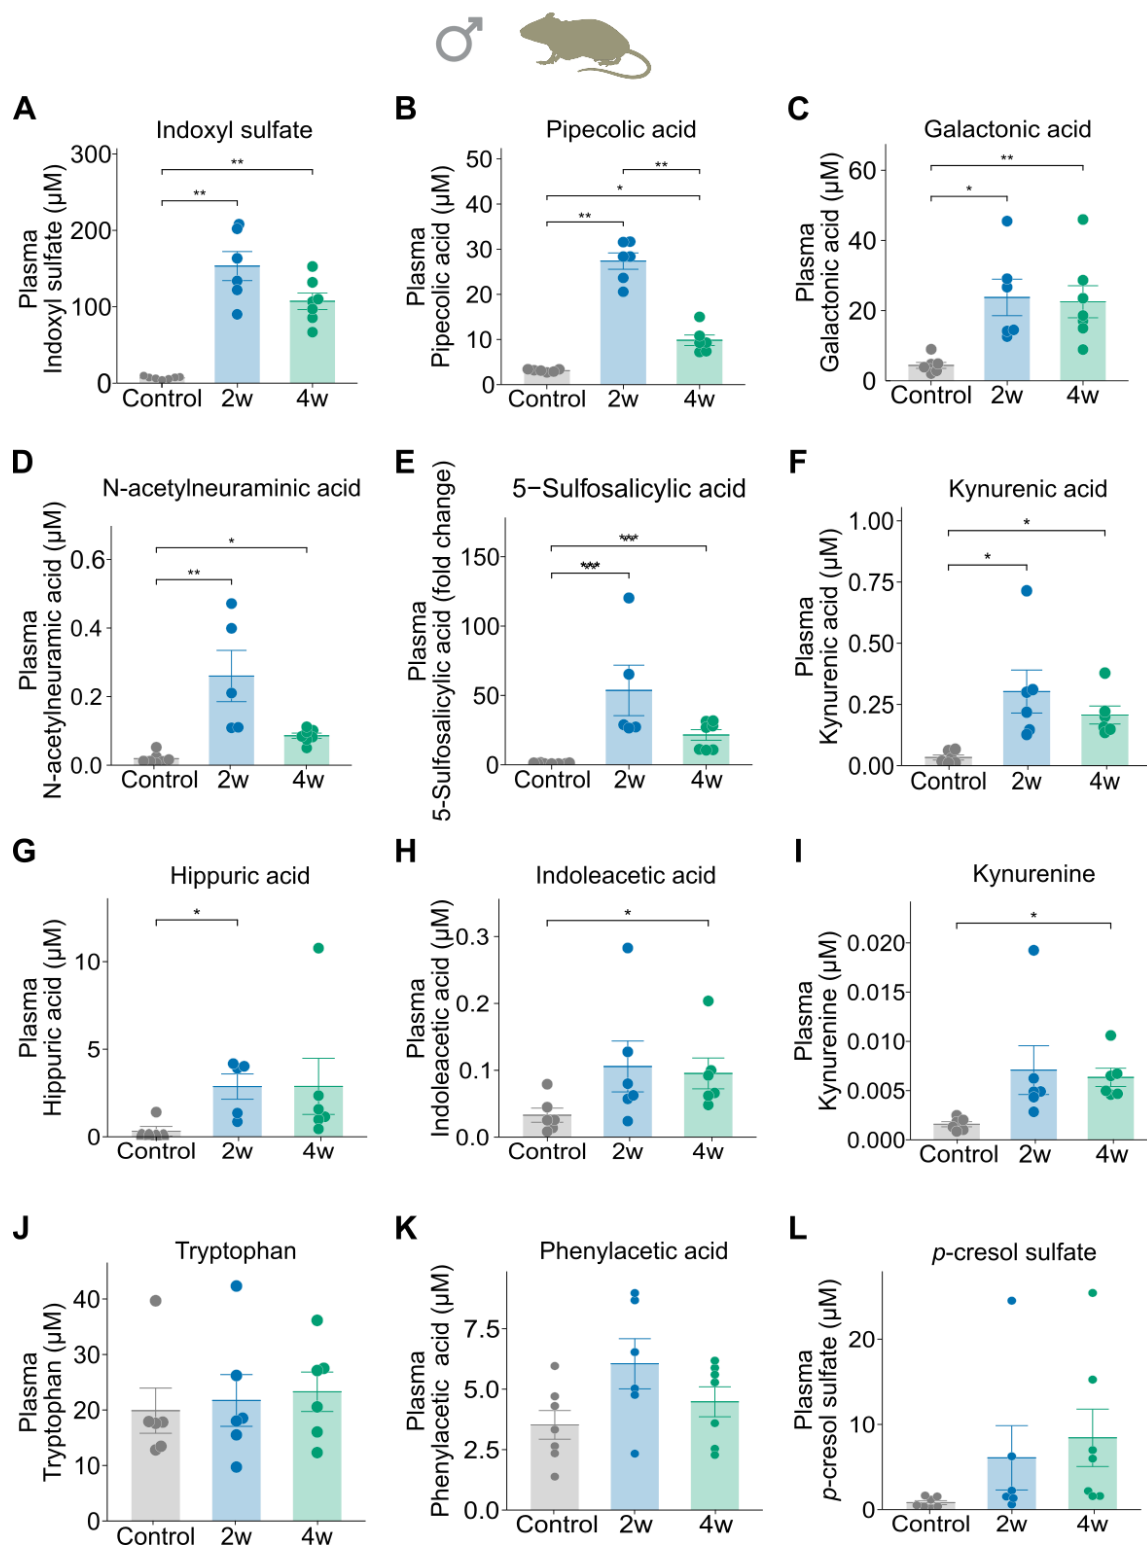 A
Indoxyl sulfate
Plasma
Indoxyl sulfate (µM)
300
200
100
0
**
**
Control 2w 4w
B
Pipecolic acid
Plasma
Pipecolic acid (µM)
50
40
30
20
10
0
**
*
**
Control 2w 4w
C
Galactonic acid
Plasma
Galactonic acid (µM)
60
40
20
0
**
*
Control 2w 4w
D
N-acetylneuraminic acid
Plasma
N-acetylneuramic acid (µM)
0.6
0.4
0.2
0.0
*
**
Control 2w 4w
E
5−Sulfosalicylic acid
Plasma
5-Sulfosalicylic acid (fold change)
150
100
50
0
Control 2w 4w
F
Kynurenic acid
Plasma
Kynurenic acid (µM)
1.00
0.75
0.50
0.25
0.00
*
*
Control 2w 4w
G
Hippuric acid
Plasma
Hippuric acid (µM)
10
5
0
*
Control 2w 4w
H
Indoleacetic acid
Plasma
Indoleacetic acid (µM)
0.3
0.2
0.1
0.0
*
Control 2w 4w
I
Kynurenine
Plasma
Kynurenine (µM)
0.020
0.015
0.010
0.005
0.000
*
Control 2w 4w
J
Tryptophan
Plasma
Tryptophan (µM)
40
30
20
10
0
Control 2w 4w
K
Phenylacetic acid
Plasma
Phenylacetic acid (µM)
7.5
5.0
2.5
0.0
Control 2w 4w
L
p-cresol sulfate
Plasma
p-cresol sulfate (µM)
20
10
0
Control 2w 4w